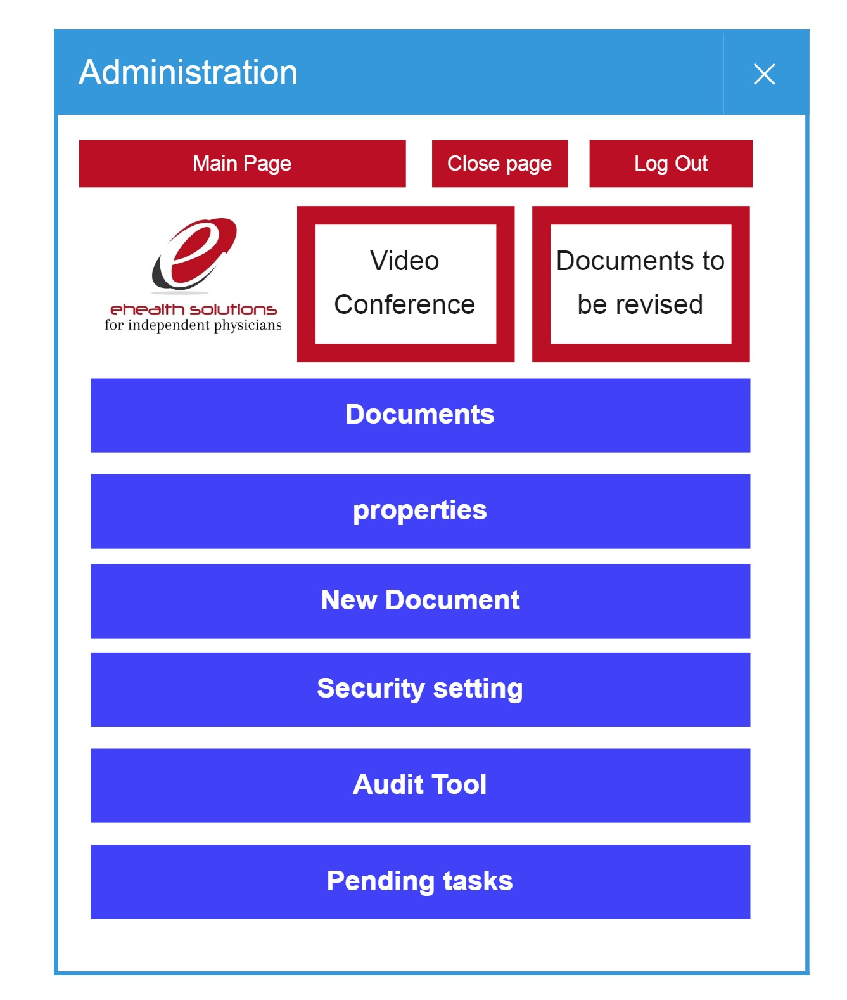 Administration
Main Page
Close page
Log Out
ehealth solutions
for independent physicians
Video
Conference
Documents to
be revised
Documents
properties
New Document
Security setting
Audit Tool
Pending tasks